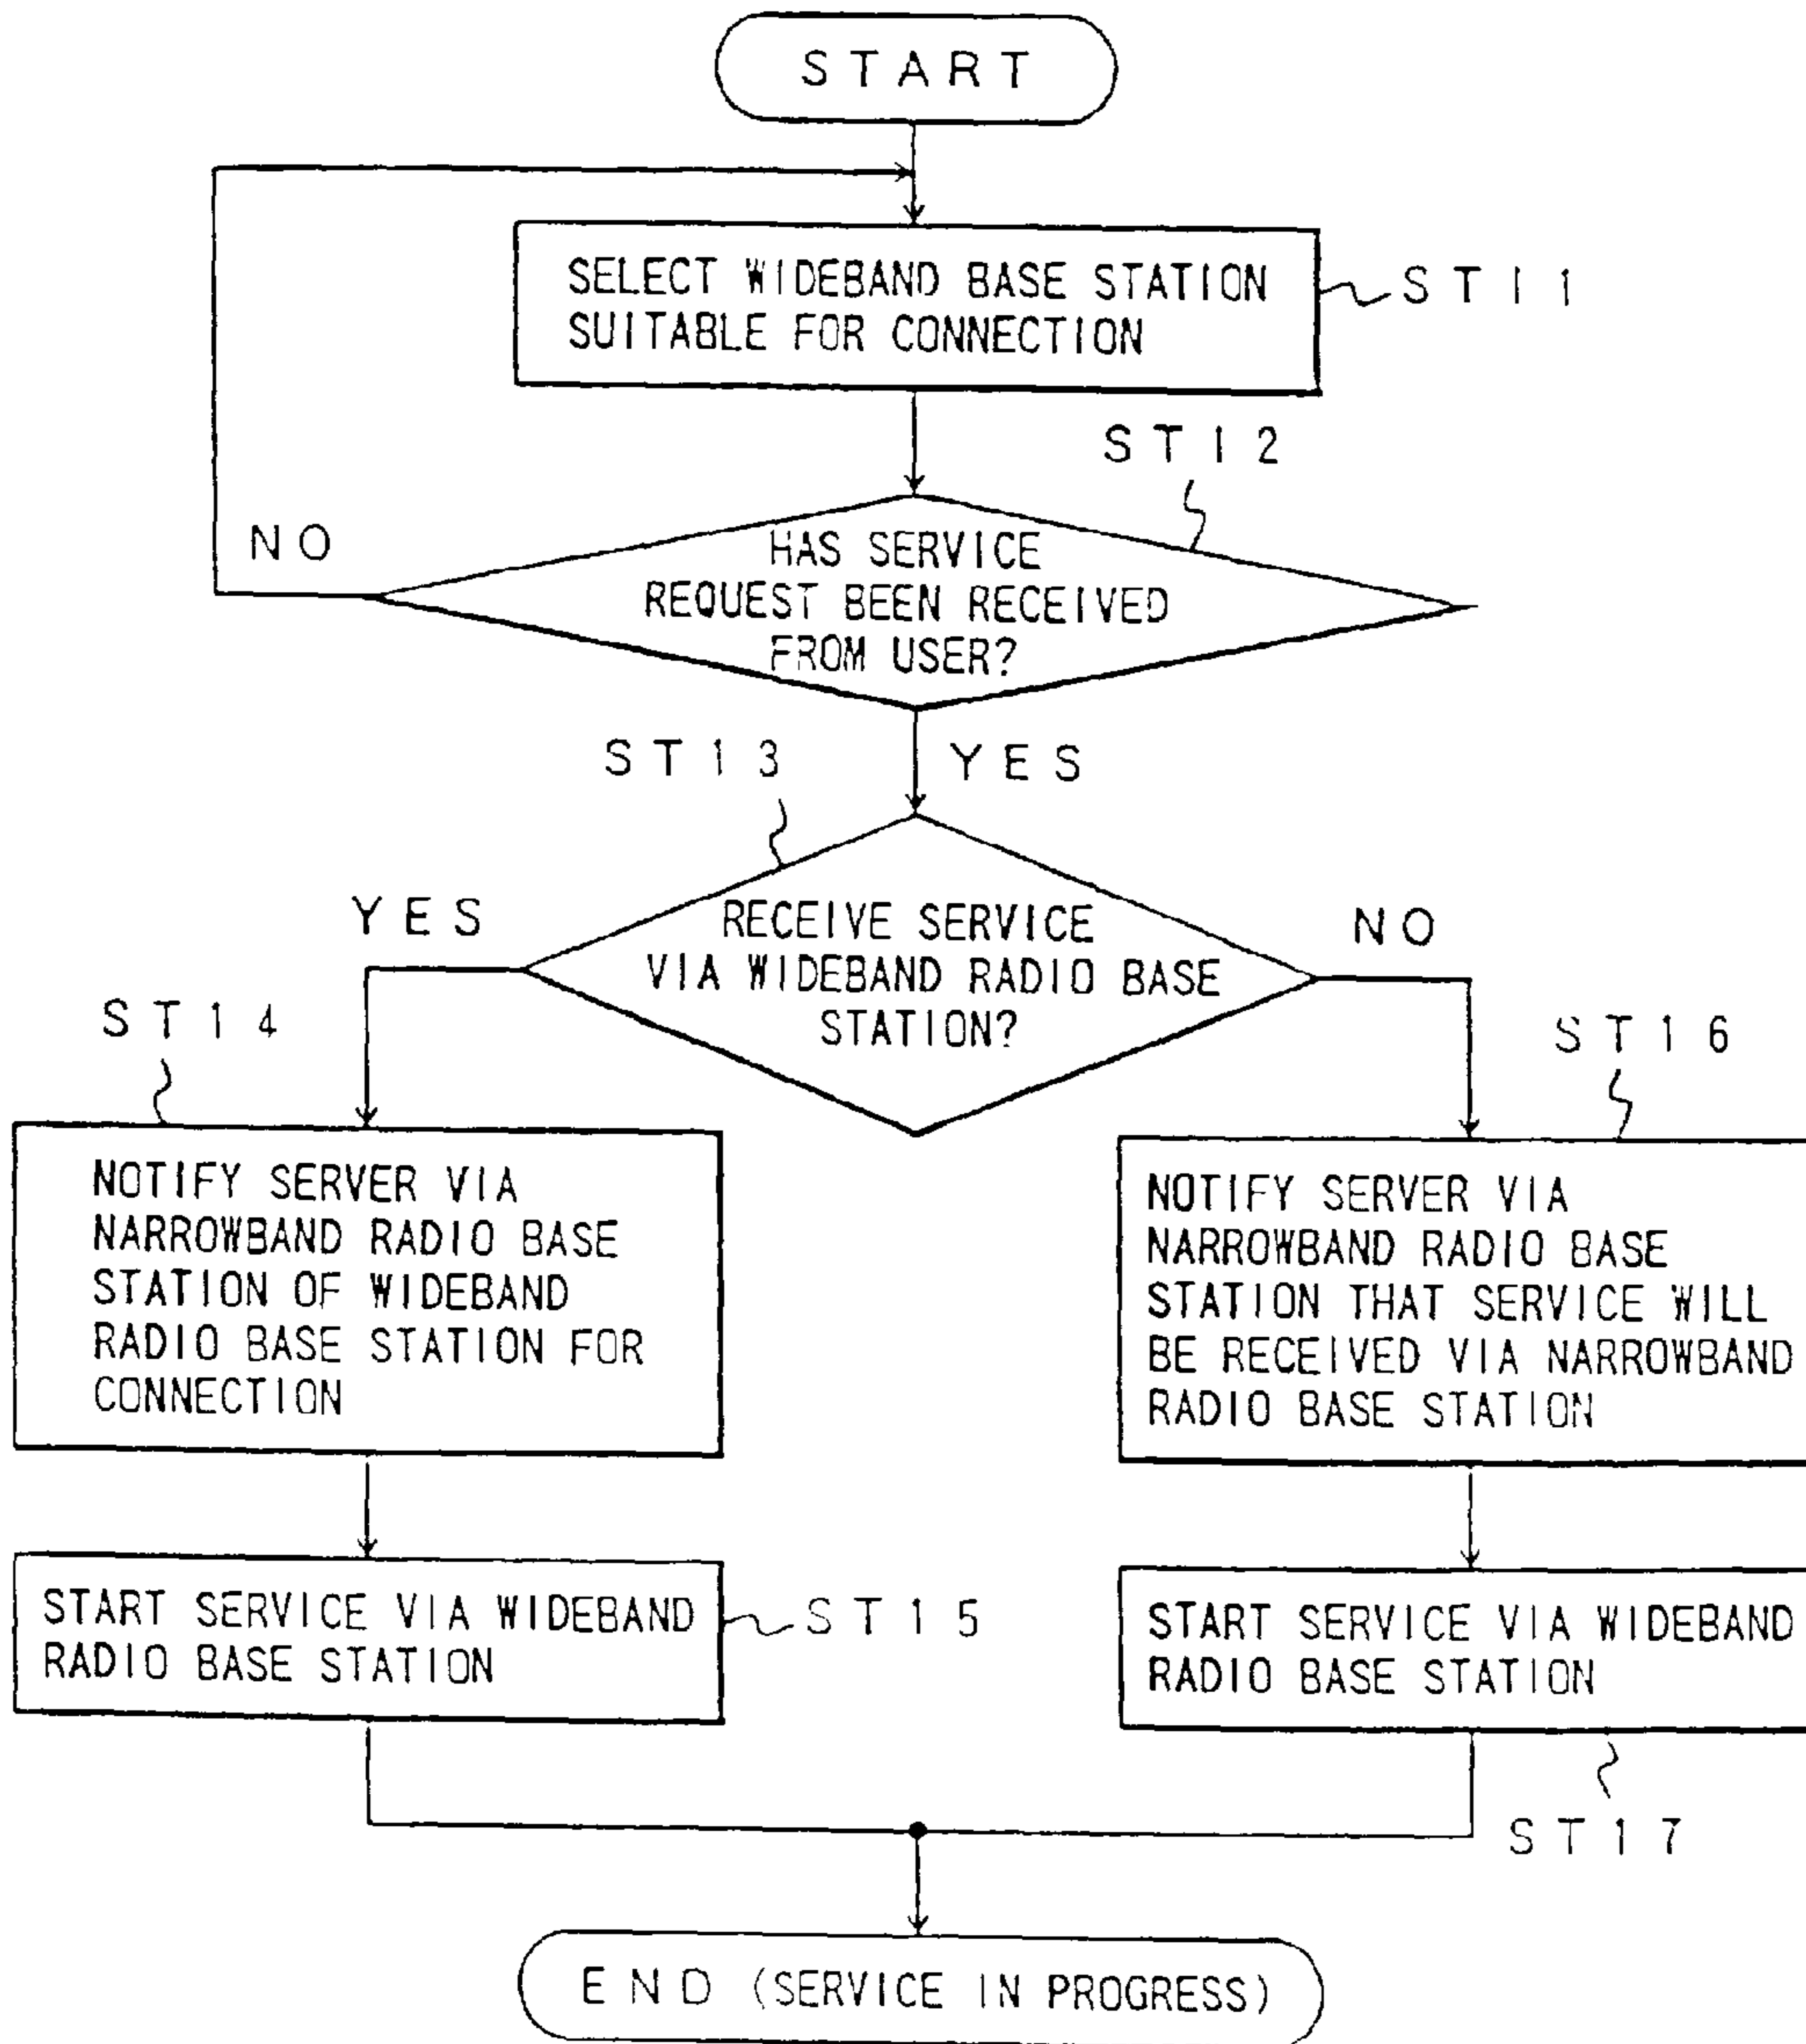 START
SELECT WIDEBAND BASE STATION
SUITABLE FOR CONNECTION
ST11
ST12
NO
HAS SERVICE
REQUEST BEEN RECEIVED
FROM USER?
ST13
YES
YES
RECEIVE SERVICE
VIA WIDEBAND RADIO BASE
STATION?
NO
ST14
ST16
NOTIFY SERVER VIA
NARROWBAND RADIO BASE
STATION OF WIDEBAND
RADIO BASE STATION FOR
CONNECTION
NOTIFY SERVER VIA
NARROWBAND RADIO BASE
STATION THAT SERVICE WILL
BE RECEIVED VIA NARROWBAND
RADIO BASE STATION
START SERVICE VIA WIDEBAND
RADIO BASE STATION
ST15
START SERVICE VIA WIDEBAND
RADIO BASE STATION
ST17
END (SERVICE IN PROGRESS)